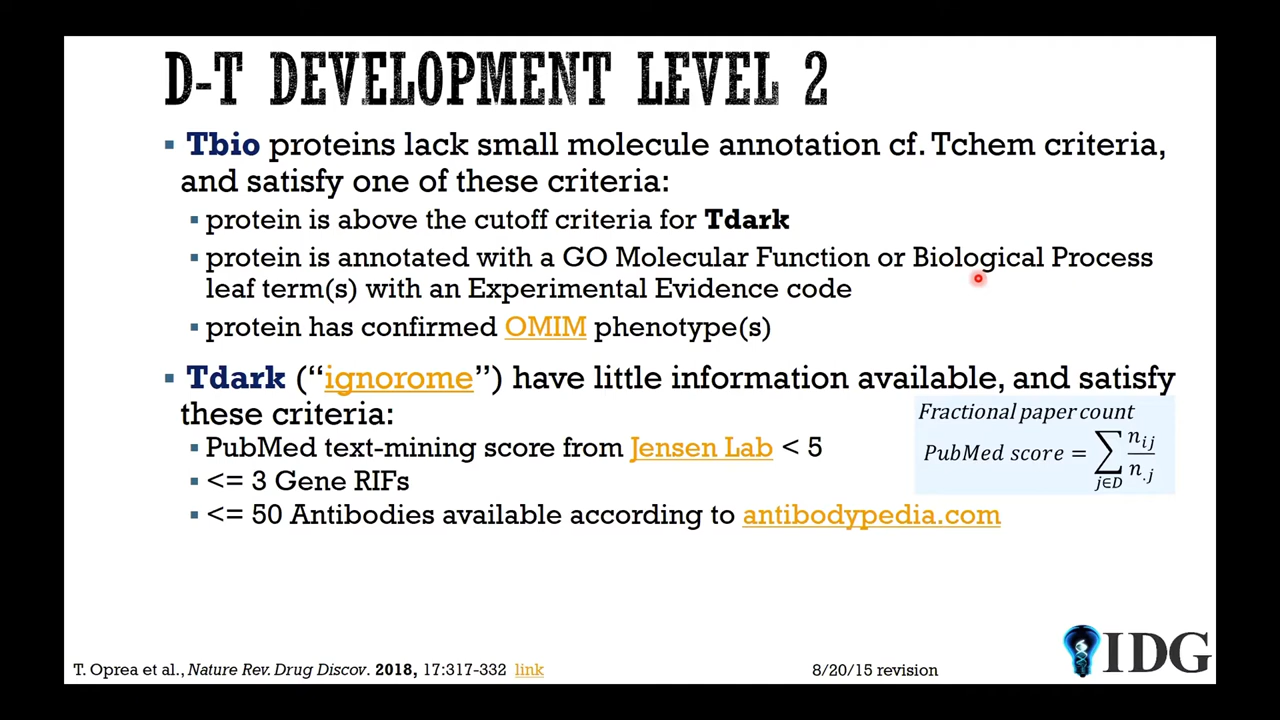 D-T DEVELOPMENT LEVEL 2
▪ Tbio proteins lack small molecule annotation cf. Tchem criteria,
and satisfy one of these criteria:
▪ protein is above the cutoff criteria for Tdark
▪ protein is annotated with a GO Molecular Function or Biological Process
leaf term(s) with an Experimental Evidence code
▪ protein has confirmed OMIM phenotype(s)
▪ Tdark (“ignorome”) have little information available, and satisfy
these criteria:
▪ PubMed text-mining score from Jensen Lab < 5
▪ <= 3 Gene RIFs
▪ <= 50 Antibodies available according to antibodypedia.com
Fractional paper count
PubMed score = ∑_{j∈D} n_{ij}/n_{.j}
IDG
T. Oprea et al., Nature Rev. Drug Discov. 2018, 17:317-332 link
8/20/15 revision